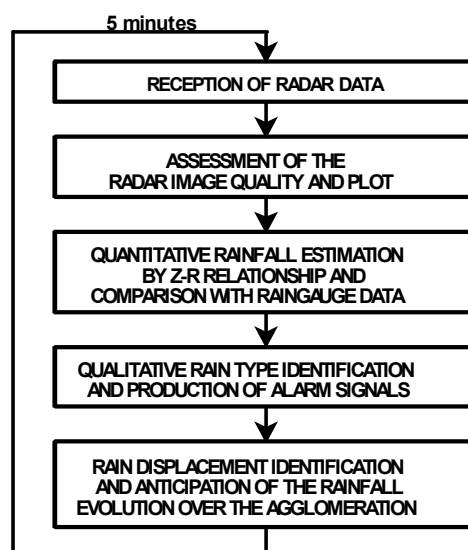 5 minutes
RECEPTION OF RADAR DATA
ASSESSMENT OF THE
RADAR IMAGE QUALITY AND PLOT
QUANTITATIVE RAINFALL ESTIMATION
BY Z-R RELATIONSHIP AND
COMPARISON WITH RAINGAUGE DATA
QUALITATIVE RAIN TYPE IDENTIFICATION
AND PRODUCTION OF ALARM SIGNALS
RAIN DISPLACEMENT IDENTIFICATION
AND ANTICIPATION OF THE RAINFALL
EVOLUTION OVER THE AGGLOMERATION